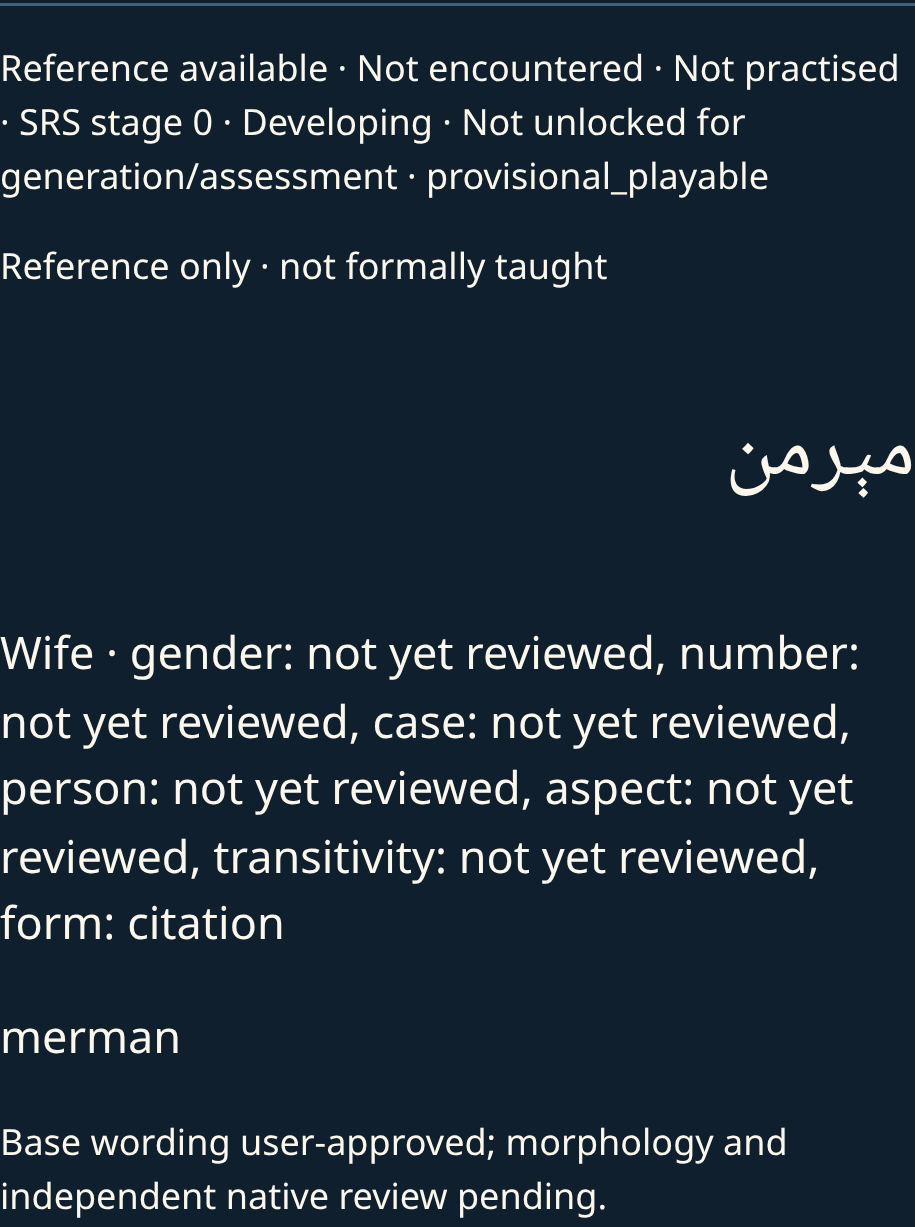 Reference available · Not encountered · Not practised
· SRS stage 0 · Developing · Not unlocked for
generation/assessment · provisional_playable
Reference only · not formally taught
مېرمن
Wife · gender: not yet reviewed, number:
not yet reviewed, case: not yet reviewed,
person: not yet reviewed, aspect: not yet
reviewed, transitivity: not yet reviewed,
form: citation
merman
Base wording user-approved; morphology and
independent native review pending.